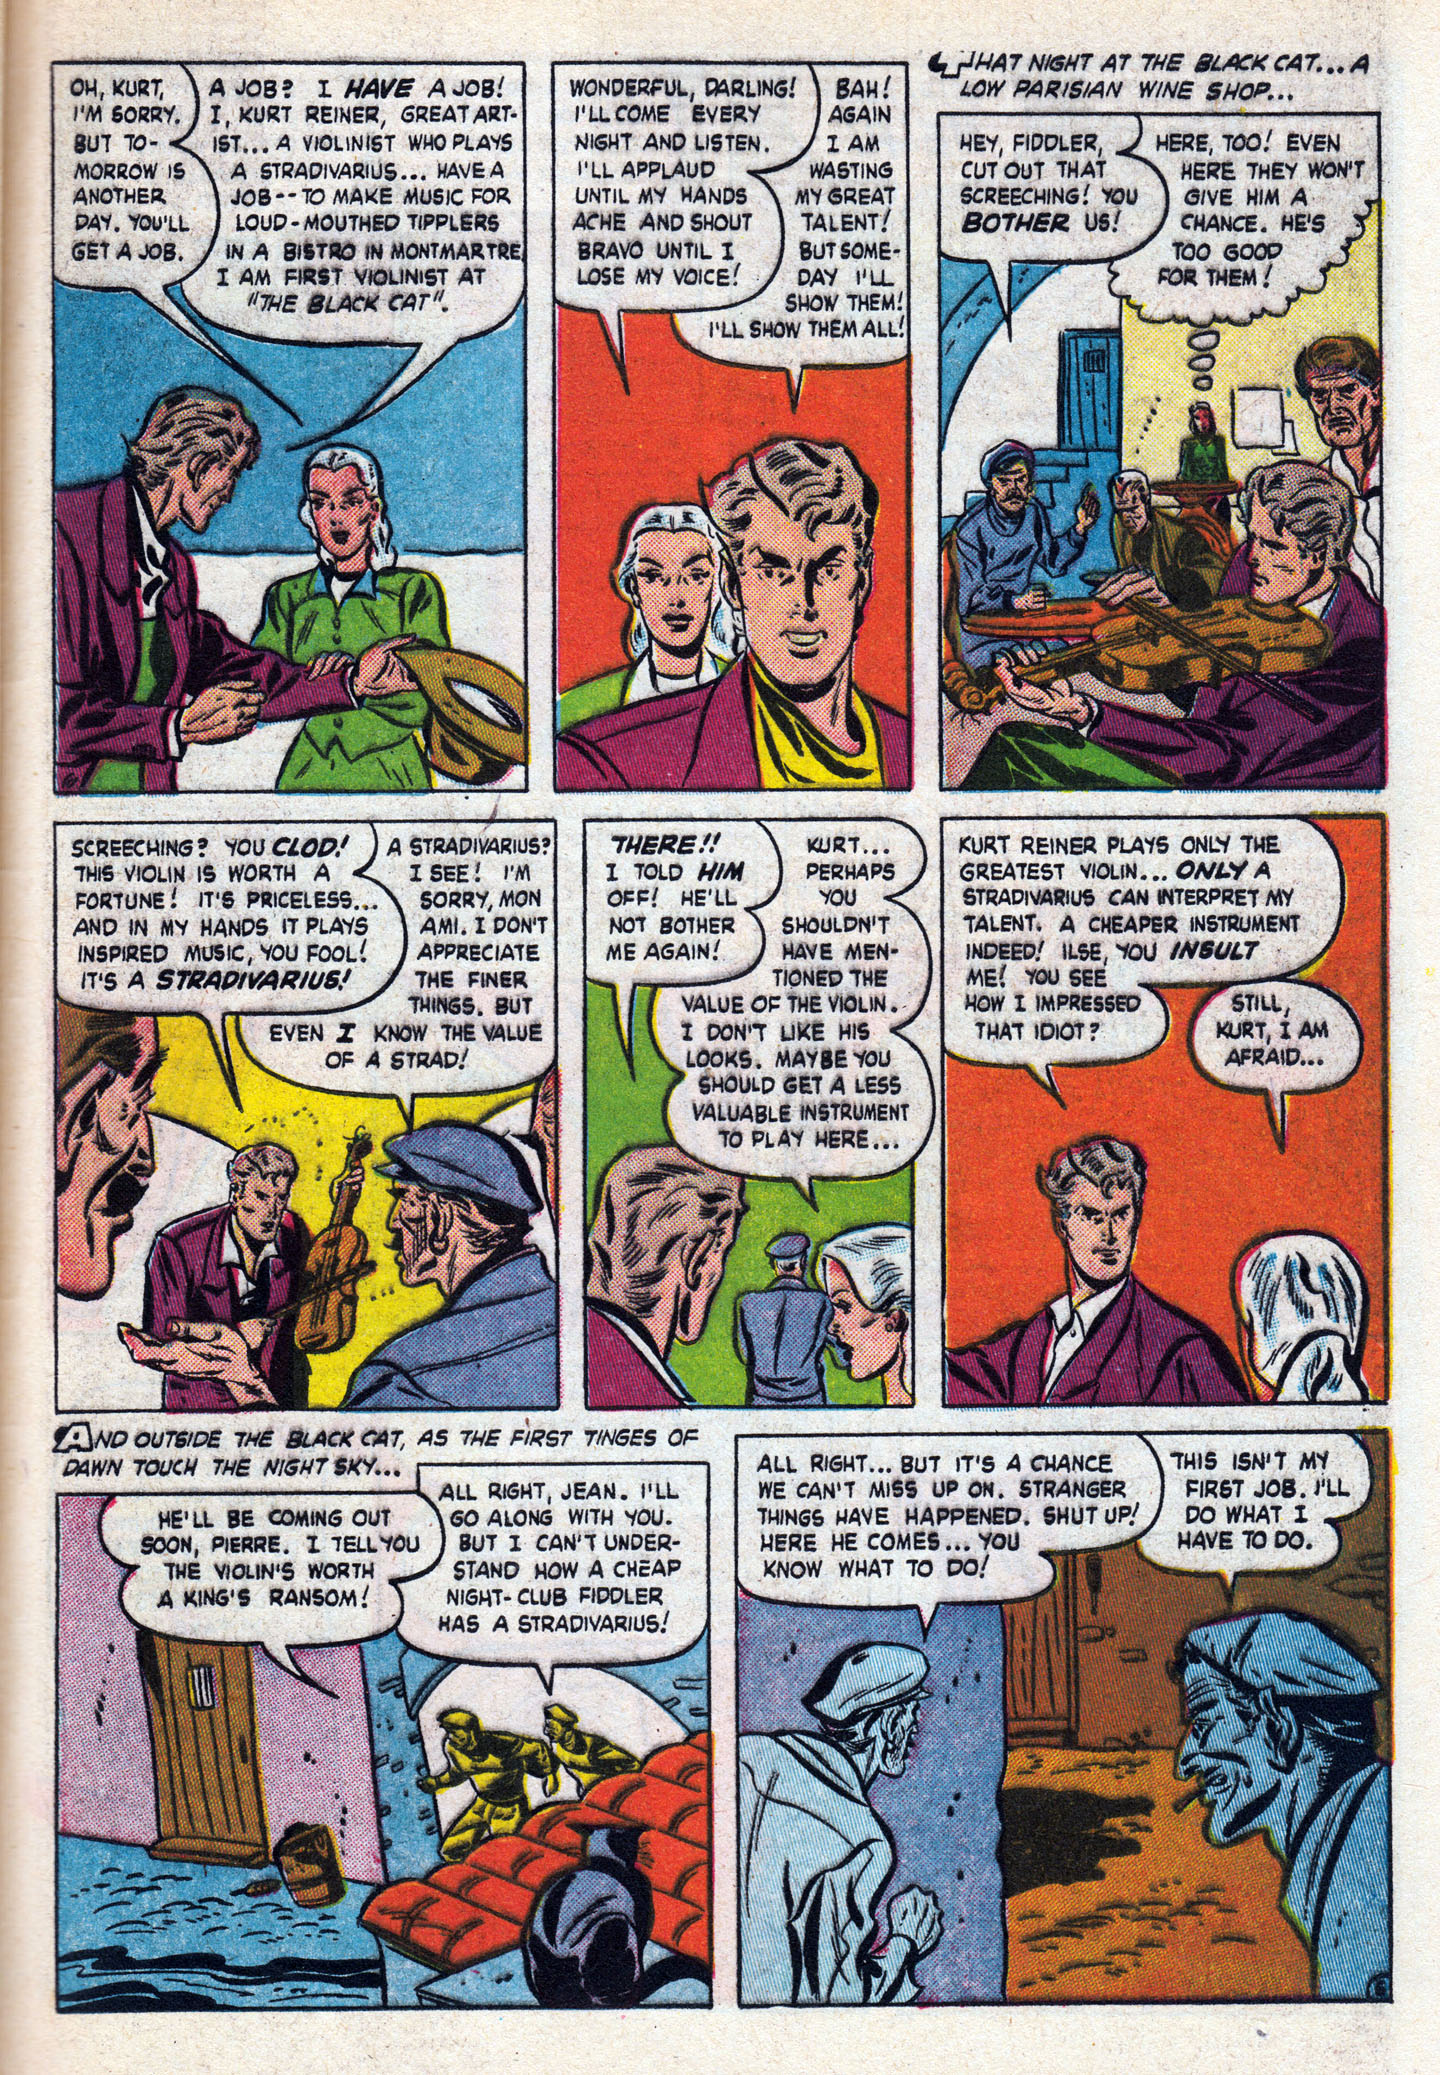 OH, KURT,
I'M SORRY.
BUT TO-
MORROW IS
ANOTHER
DAY. YOU'LL
GET A JOB.
A JOB? I HAVE A JOB!
I, KURT REINER, GREAT ART-
IST... A VIOLINIST WHO PLAYS
A STRADIVARIUS... HAVE A
JOB--TO MAKE MUSIC FOR
LOUD-MOUTHED TIPPLERS
IN A BISTRO IN MONTMARTRE.
I AM FIRST VIOLINIST AT
"THE BLACK CAT".
WONDERFUL, DARLING!
I'LL COME EVERY
NIGHT AND LISTEN.
I'LL APPLAUD
UNTIL MY HANDS
ACHE AND SHOUT
BRAVO UNTIL I
LOSE MY VOICE!
BAH!
AGAIN
I AM
WASTING
MY GREAT
TALENT!
BUT SOME-
DAY I'LL
SHOW THEM!
I'LL SHOW THEM ALL!
THAT NIGHT AT THE BLACK CAT... A
LOW PARISIAN WINE SHOP...
HEY, FIDDLER,
CUT OUT THAT
SCREECHING! YOU
BOTHER US!
HERE, TOO! EVEN
HERE THEY WON'T
GIVE HIM A
CHANCE. HE'S
TOO GOOD
FOR THEM!
SCREECHING? YOU CLOD!
THIS VIOLIN IS WORTH A
FORTUNE! IT'S PRICELESS...
AND IN MY HANDS IT PLAYS
INSPIRED MUSIC, YOU FOOL!
IT'S A STRADIVARIUS!
A STRADIVARIUS?
I SEE! I'M
SORRY, MON
AMI. I DON'T
APPRECIATE
THE FINER
THINGS. BUT
EVEN I KNOW THE VALUE
OF A STRAD!
THERE!!
I TOLD HIM
OFF! HE'LL
NOT BOTHER
ME AGAIN!
KURT...
PERHAPS
YOU
SHOULDN'T
HAVE MEN-
TIONED THE
VALUE OF THE VIOLIN.
I DON'T LIKE HIS
LOOKS. MAYBE YOU
SHOULD GET A LESS
VALUABLE INSTRUMENT
TO PLAY HERE...
KURT REINER PLAYS ONLY THE
GREATEST VIOLIN... ONLY A
STRADIVARIUS CAN INTERPRET MY
TALENT. A CHEAPER INSTRUMENT
INDEED! ILSE, YOU INSULT
ME! YOU SEE
HOW I IMPRESSED
THAT IDIOT?
STILL,
KURT, I AM
AFRAID...
AND OUTSIDE THE BLACK CAT, AS THE FIRST TINGES OF
DAWN TOUCH THE NIGHT SKY...
HE'LL BE COMING OUT
SOON, PIERRE. I TELL YOU
THE VIOLIN'S WORTH
A KING'S RANSOM!
ALL RIGHT, JEAN. I'LL
GO ALONG WITH YOU.
BUT I CAN'T UNDER-
STAND HOW A CHEAP
NIGHT-CLUB FIDDLER
HAS A STRADIVARIUS!
ALL RIGHT... BUT IT'S A CHANCE
WE CAN'T MISS UP ON. STRANGER
THINGS HAVE HAPPENED. SHUT UP!
HERE HE COMES... YOU
KNOW WHAT TO DO!
THIS ISN'T MY
FIRST JOB. I'LL
DO WHAT I
HAVE TO DO.